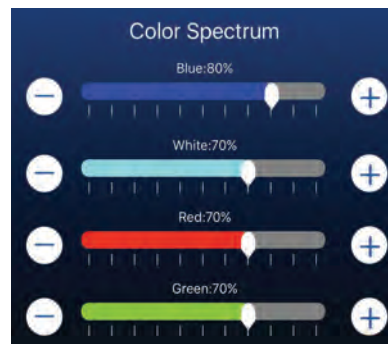 Color Spectrum
Blue:80%
White:70%
Red:70%
Green:70%